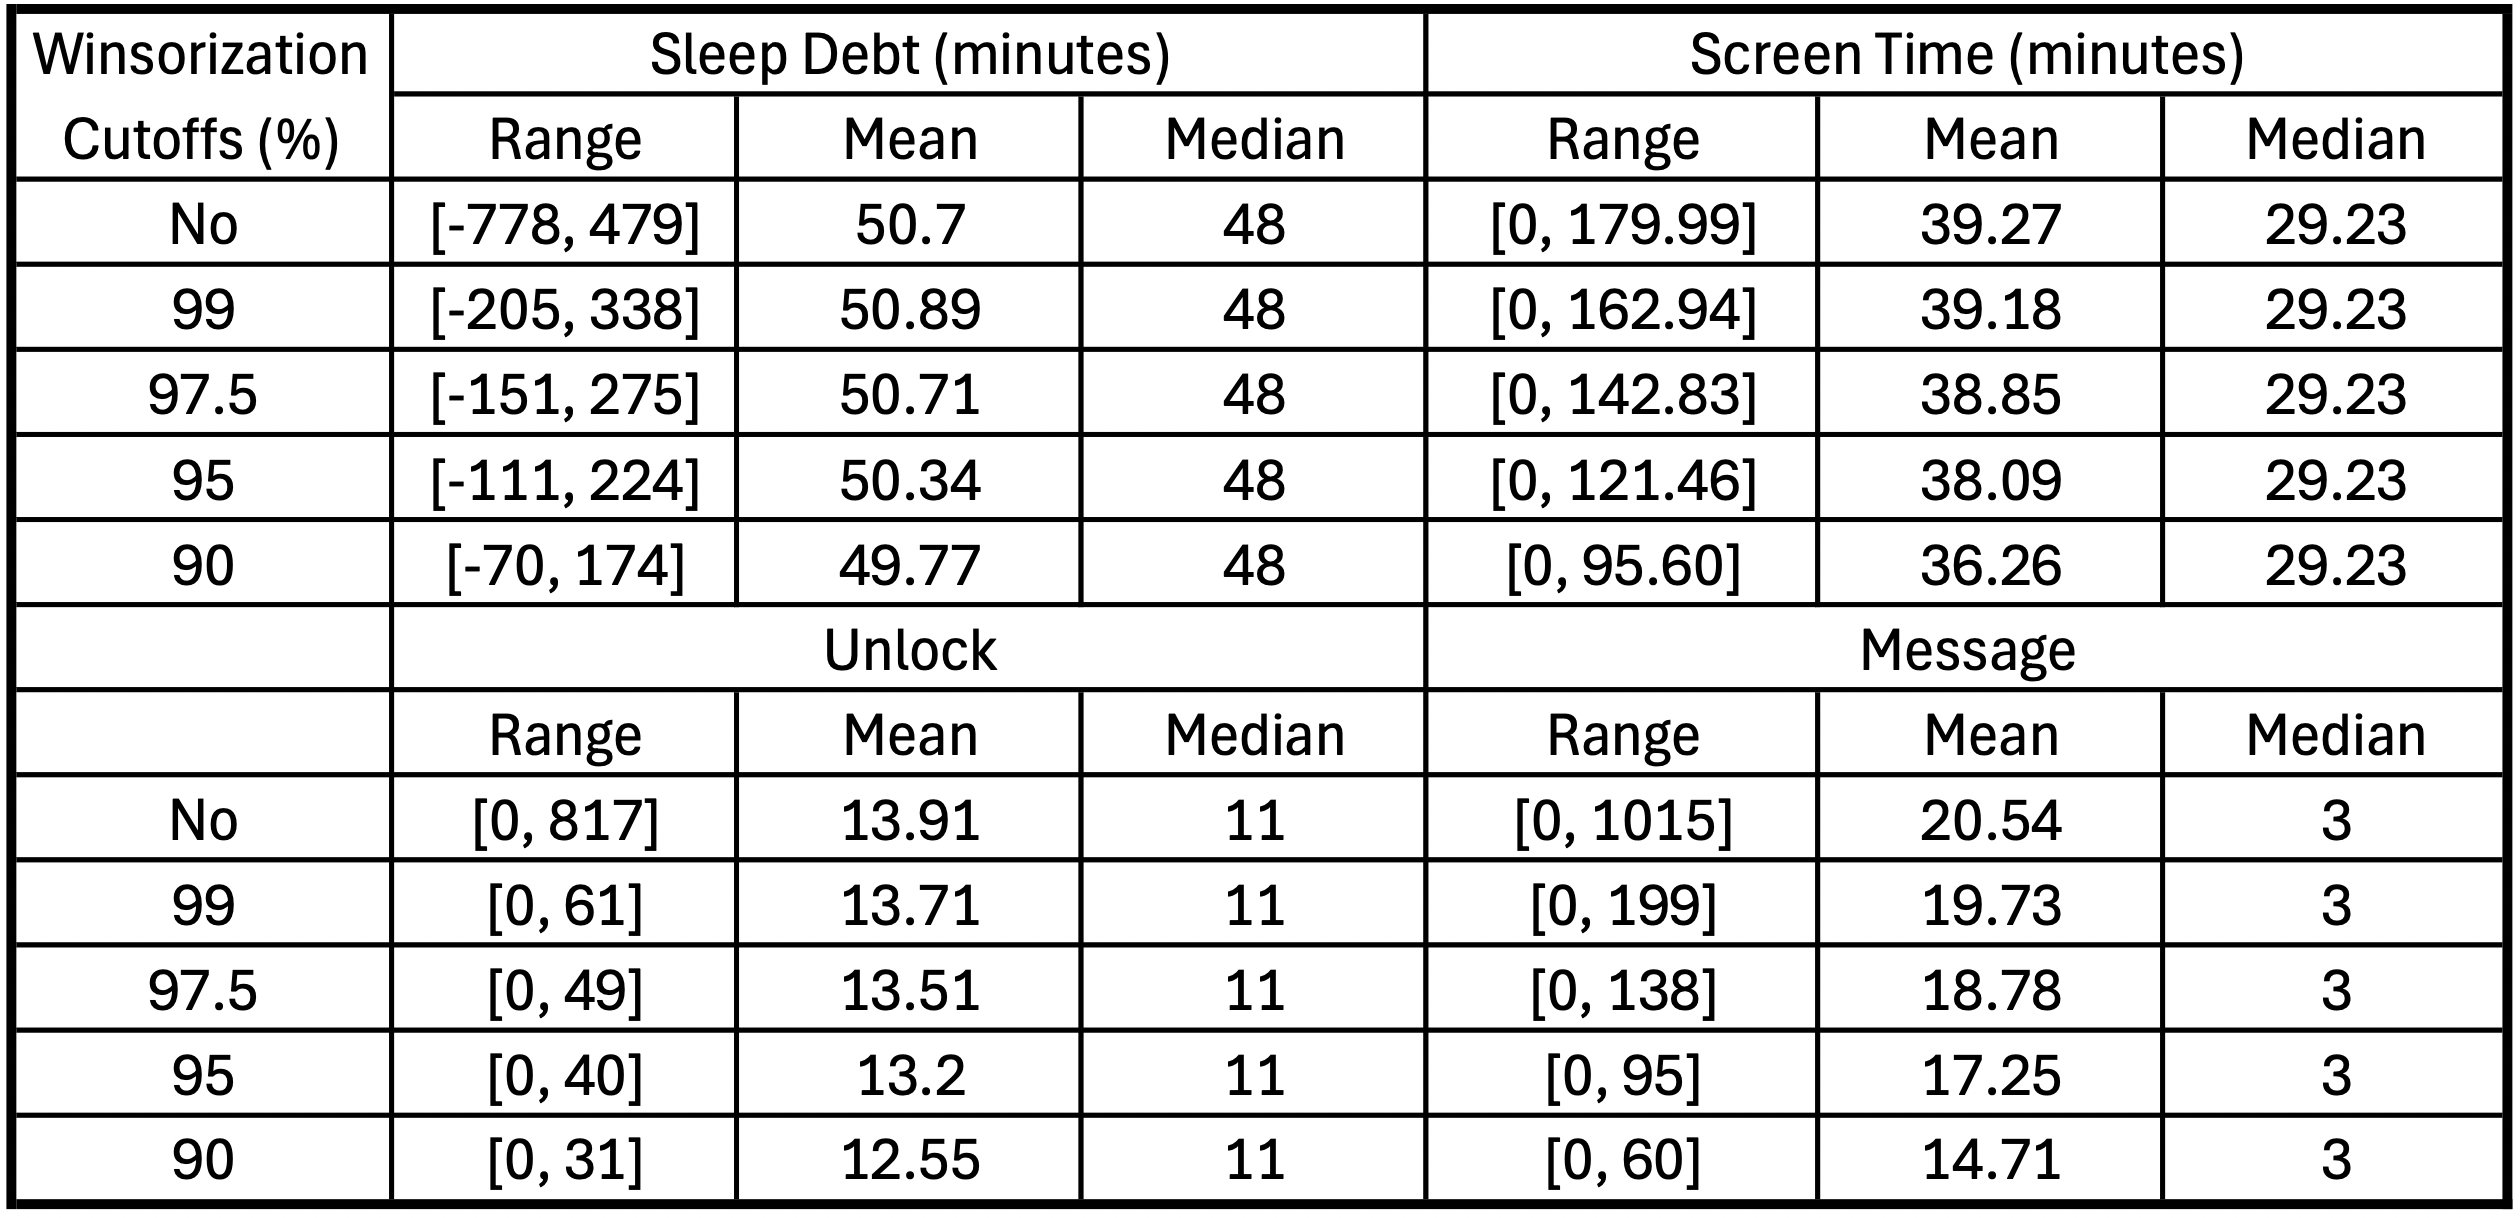 Winsorization Cutoffs (%) Sleep Debt (minutes) Screen Time (minutes)
Range Mean Median Range Mean Median
No [-778, 479] 50.7 48 [0, 179.99] 39.27 29.23
99 [-205, 338] 50.89 48 [0, 162.94] 39.18 29.23
97.5 [-151, 275] 50.71 48 [0, 142.83] 38.85 29.23
95 [-111, 224] 50.34 48 [0, 121.46] 38.09 29.23
90 [-70, 174] 49.77 48 [0, 95.60] 36.26 29.23
Unlock Message
Range Mean Median Range Mean Median
No [0, 817] 13.91 11 [0, 1015] 20.54 3
99 [0, 61] 13.71 11 [0, 199] 19.73 3
97.5 [0, 49] 13.51 11 [0, 138] 18.78 3
95 [0, 40] 13.2 11 [0, 95] 17.25 3
90 [0, 31] 12.55 11 [0, 60] 14.71 3